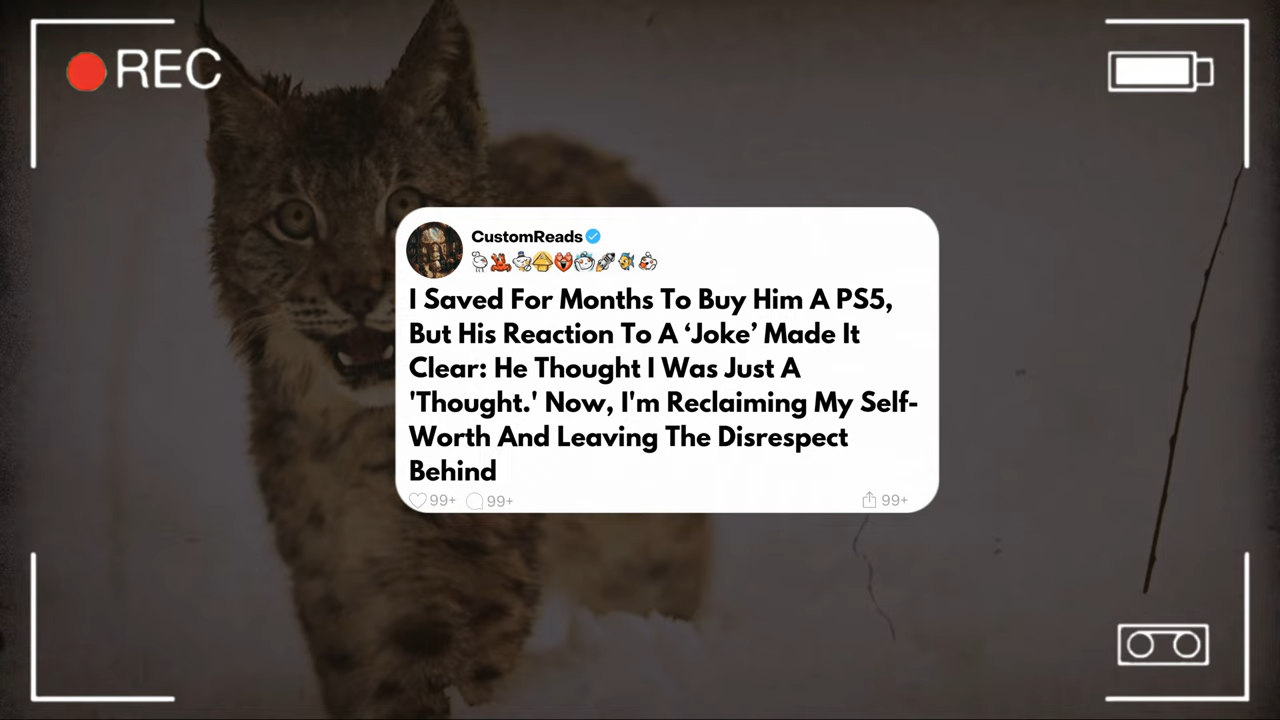 REC
CustomReads
I Saved For Months To Buy Him A PS5,
But His Reaction To A ‘Joke’ Made It
Clear: He Thought I Was Just A
'Thought.' Now, I'm Reclaiming My Self-
Worth And Leaving The Disrespect
Behind
99+ 99+ 99+